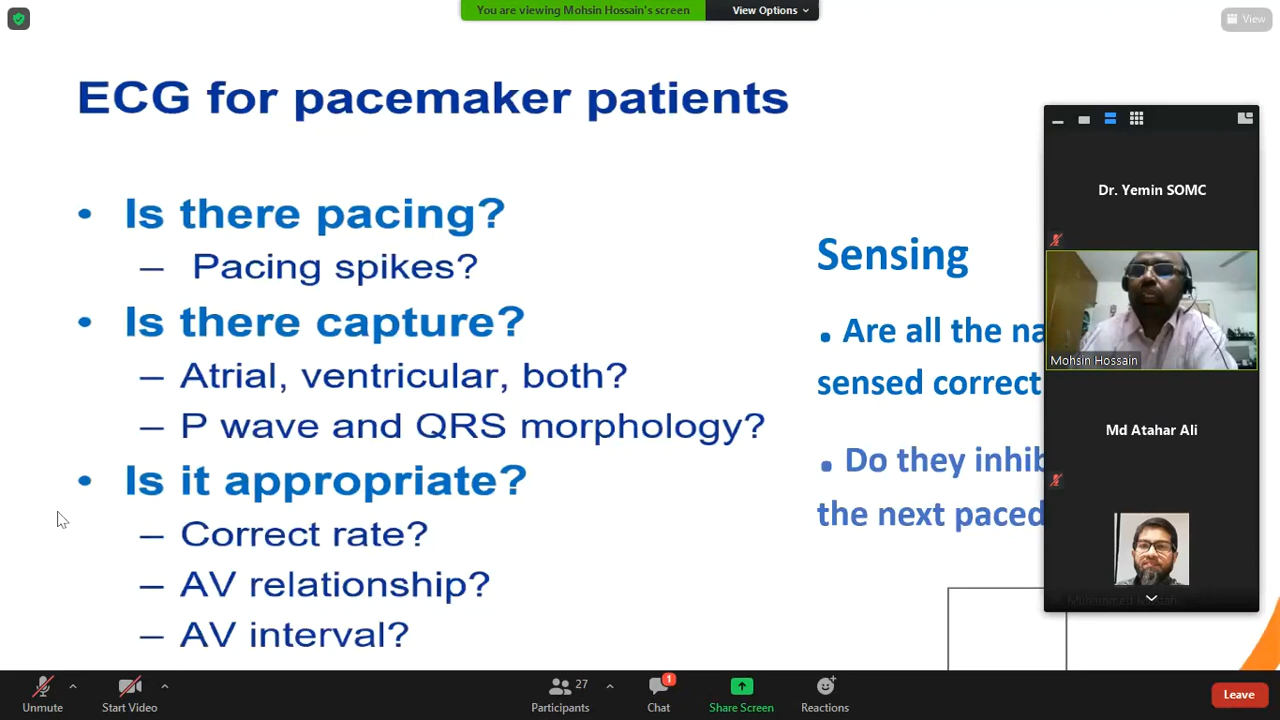 You are viewing Mohsin Hossain's screen
View Options
View
ECG for pacemaker patients
• Is there pacing?
– Pacing spikes?
• Is there capture?
– Atrial, ventricular, both?
– P wave and QRS morphology?
• Is it appropriate?
– Correct rate?
– AV relationship?
– AV interval?
Sensing
• Are all the na
sensed correct
• Do they inhib
the next paced
Dr. Yemin SOMC
Mohsin Hossain
Md Atahar Ali
Unmute
Start Video
27
Participants
1
Chat
Share Screen
Reactions
Leave